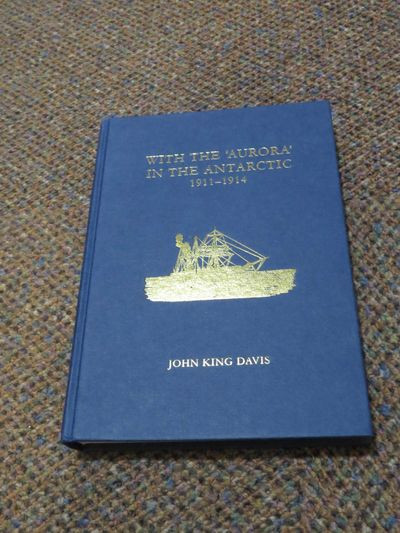 WITH THE 'AURORA'
IN THE ANTARCTIC
1911–1914
JOHN KING DAVIS